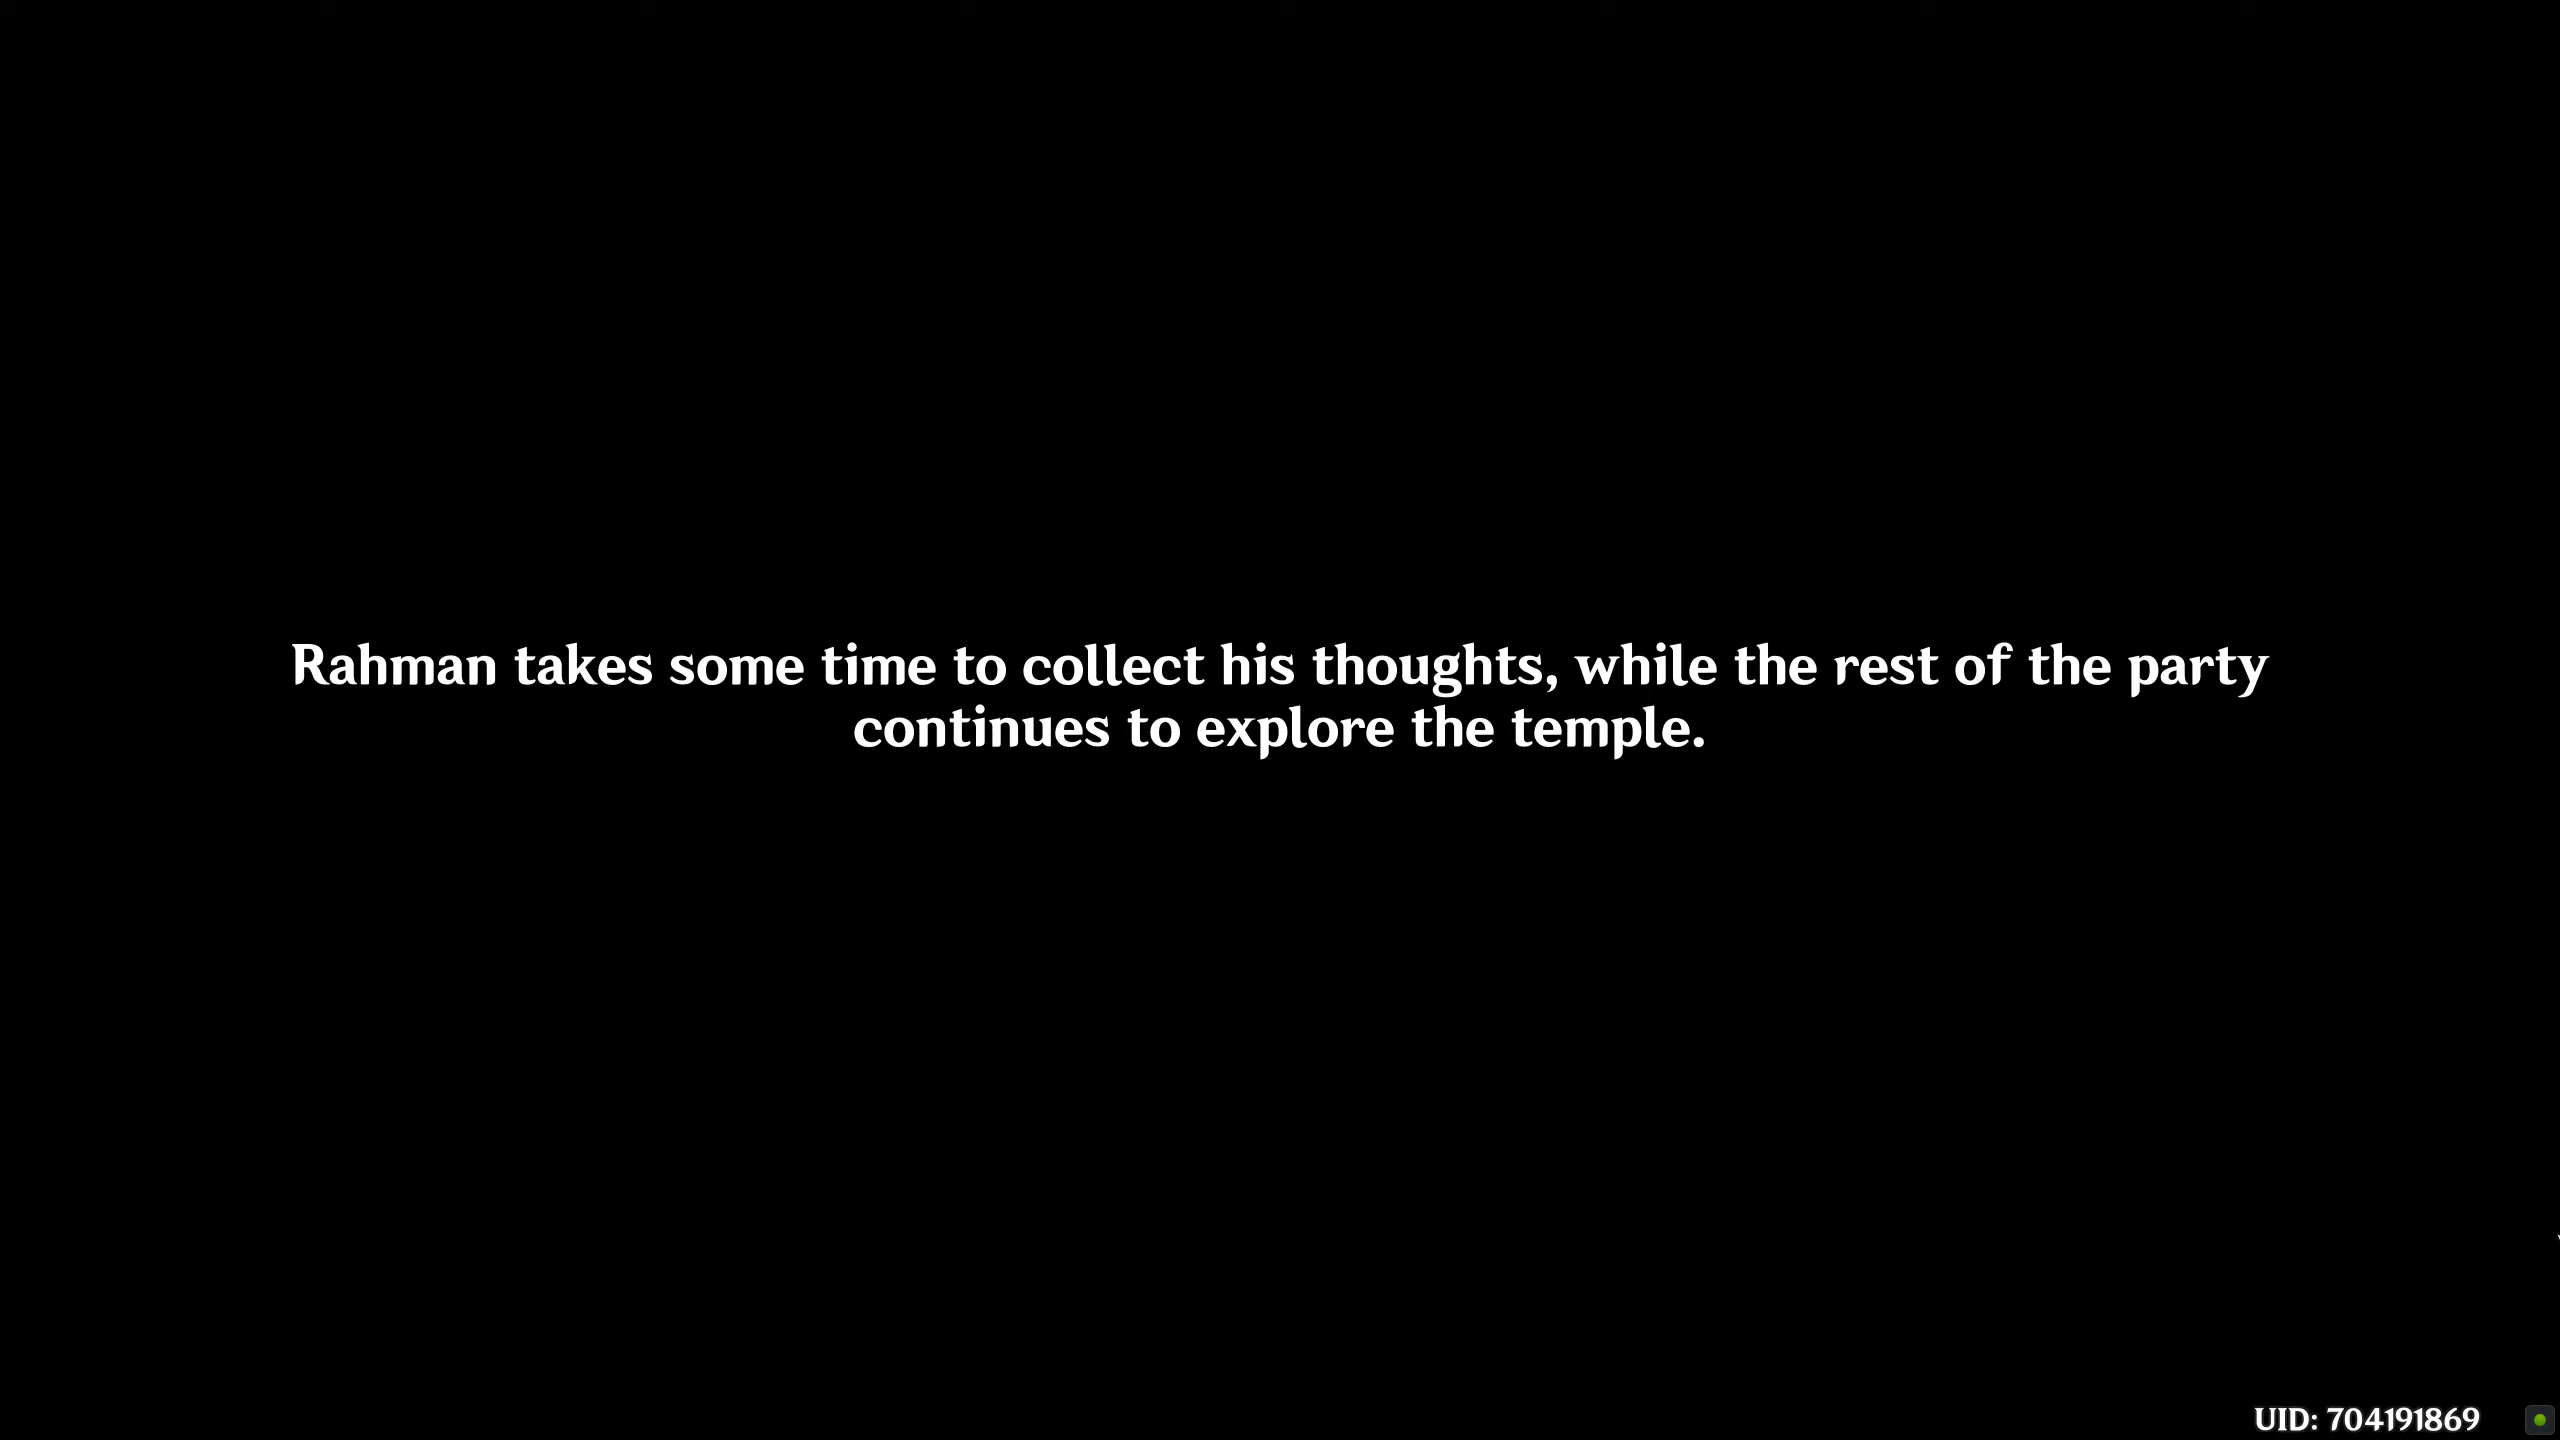 Rahman takes some time to collect his thoughts, while the rest of the party
continues to explore the temple.
UID: 704191869